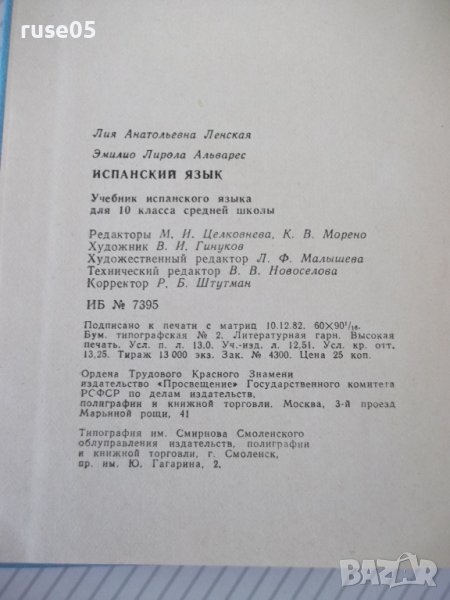 ruse05
Лия Анатольевна Ленская
Эмилио Лирола Альварес
ИСПАНСКИЙ ЯЗЫК
Учебник испанского языка
для 10 класса средней школы
Редакторы М. И. Целковнева, К. В. Морено
Художник В. И. Гинуков
Художественный редактор Л. Ф. Малышева
Технический редактор В. В. Новоселова
Корректор Р. Б. Штутман
ИБ № 7395
Подписано к печати с матриц 10.12.82. 60×90¹/₁₆.
Бум. типографская № 2. Литературная гарн. Высокая
печать. Усл. п. л. 13,0. Уч.-изд. л. 12,51. Усл. кр. отт.
13,25. Тираж 13 000 экз. Зак. № 4300. Цена 25 коп.
Ордена Трудового Красного Знамени
издательство «Просвещение» Государственного комитета
РСФСР по делам издательств,
полиграфии и книжной торговли. Москва, 3-й проезд
Марьиной рощи, 41
Типография им. Смирнова Смоленского
облуправления издательств, полиграфии
и книжной торговли, г. Смоленск,
пр. им. Ю. Гагарина, 2.
bazar.bg